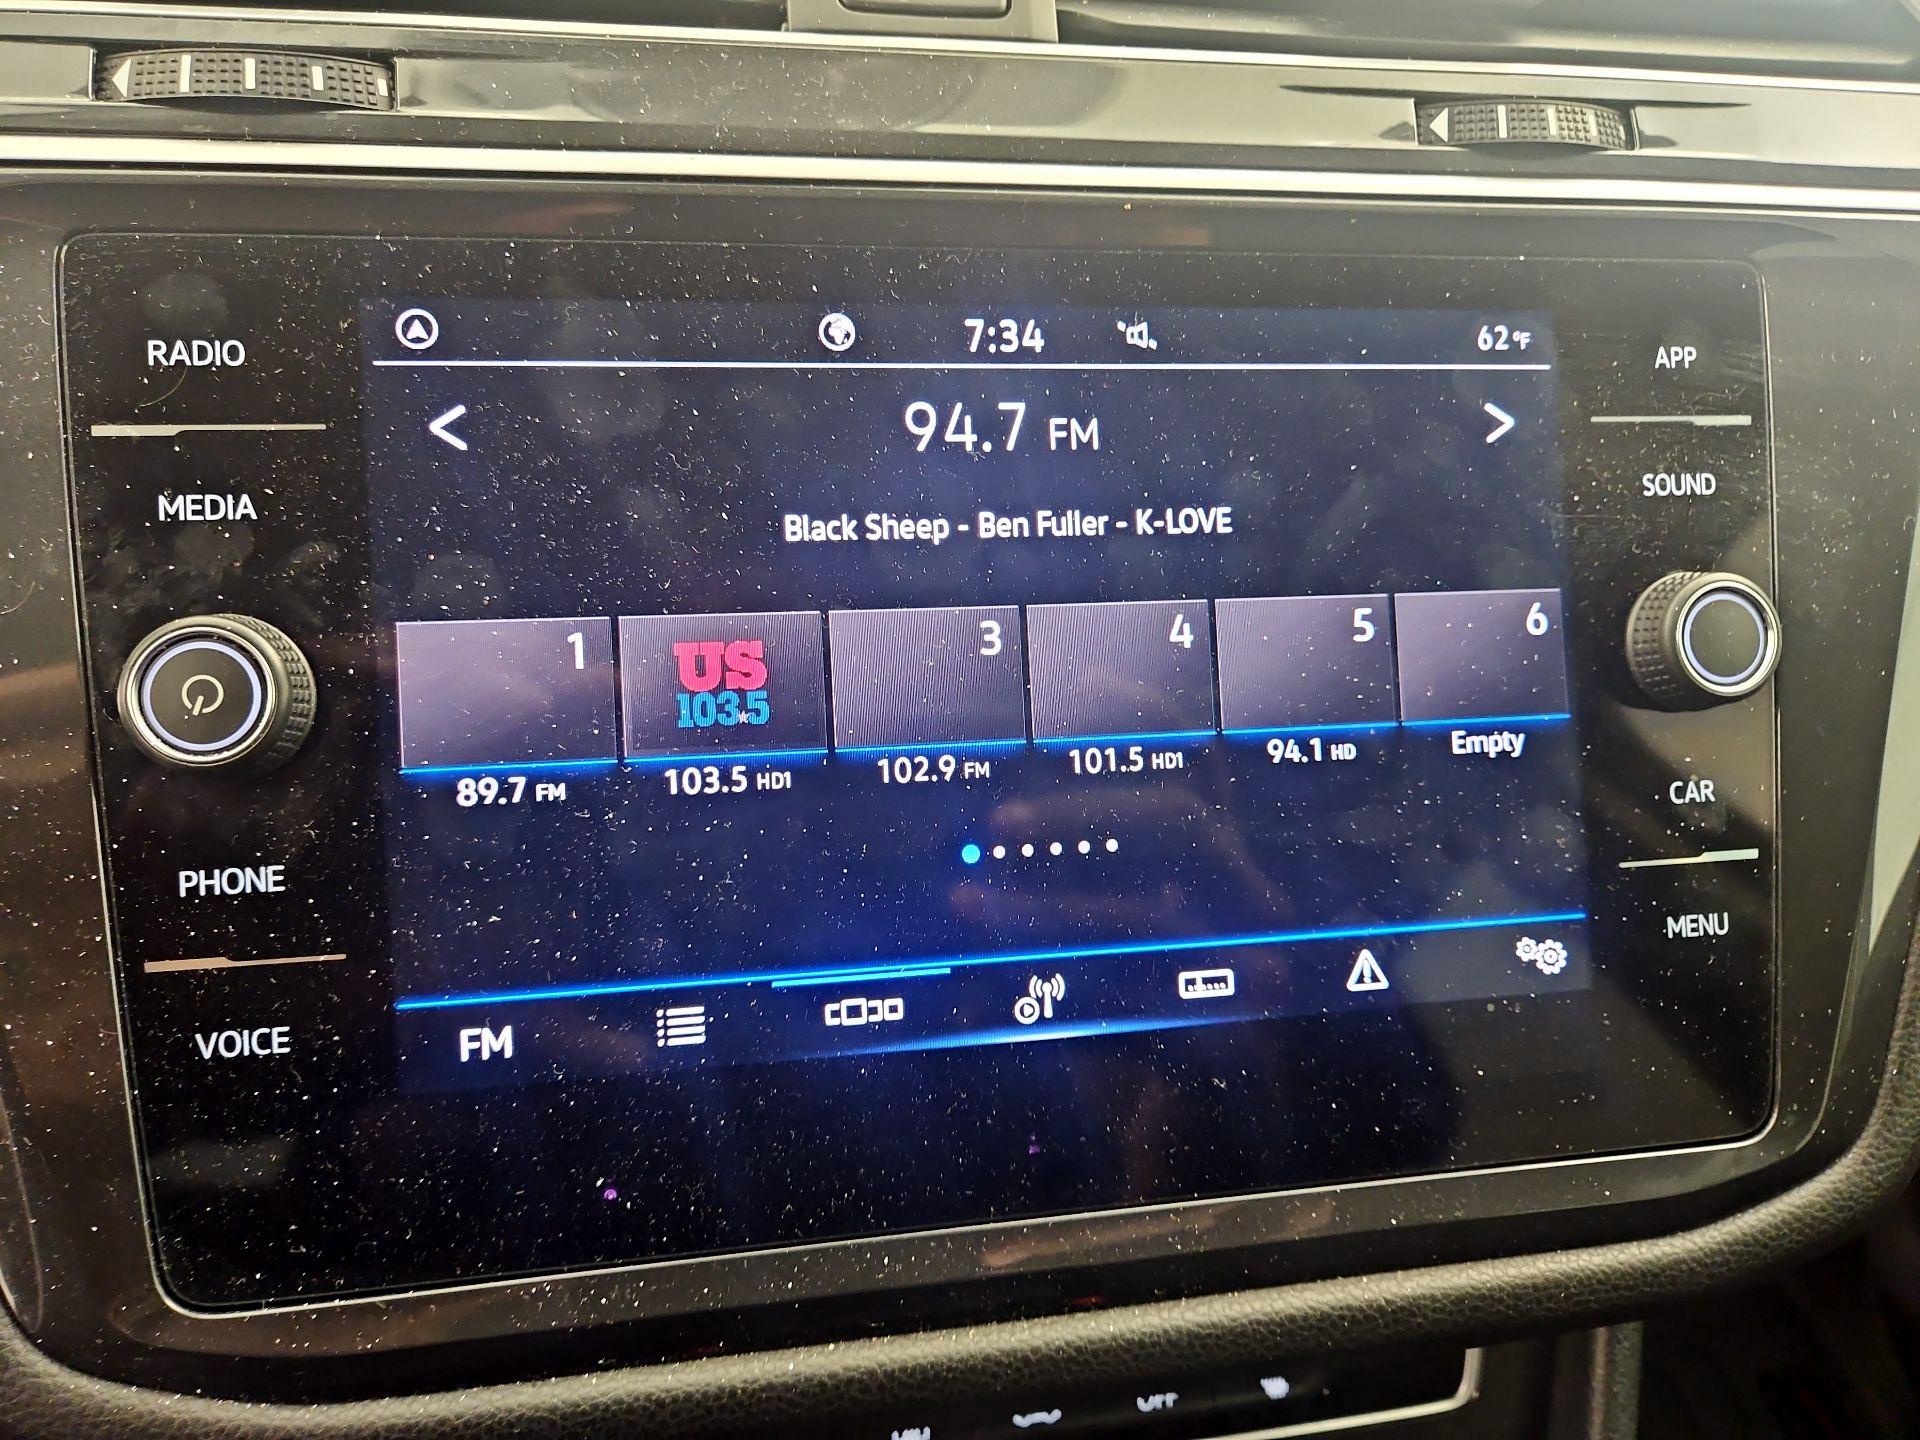 RADIO
MEDIA
PHONE
VOICE
7:34
62°F
94.7 FM
Black Sheep - Ben Fuller - K-LOVE
1
US
103.5
3
4
5
6
89.7 FM
103.5 HD1
102.9 FM
101.5 HD1
94.1 HD
Empty
FM
APP
SOUND
CAR
MENU
OFF